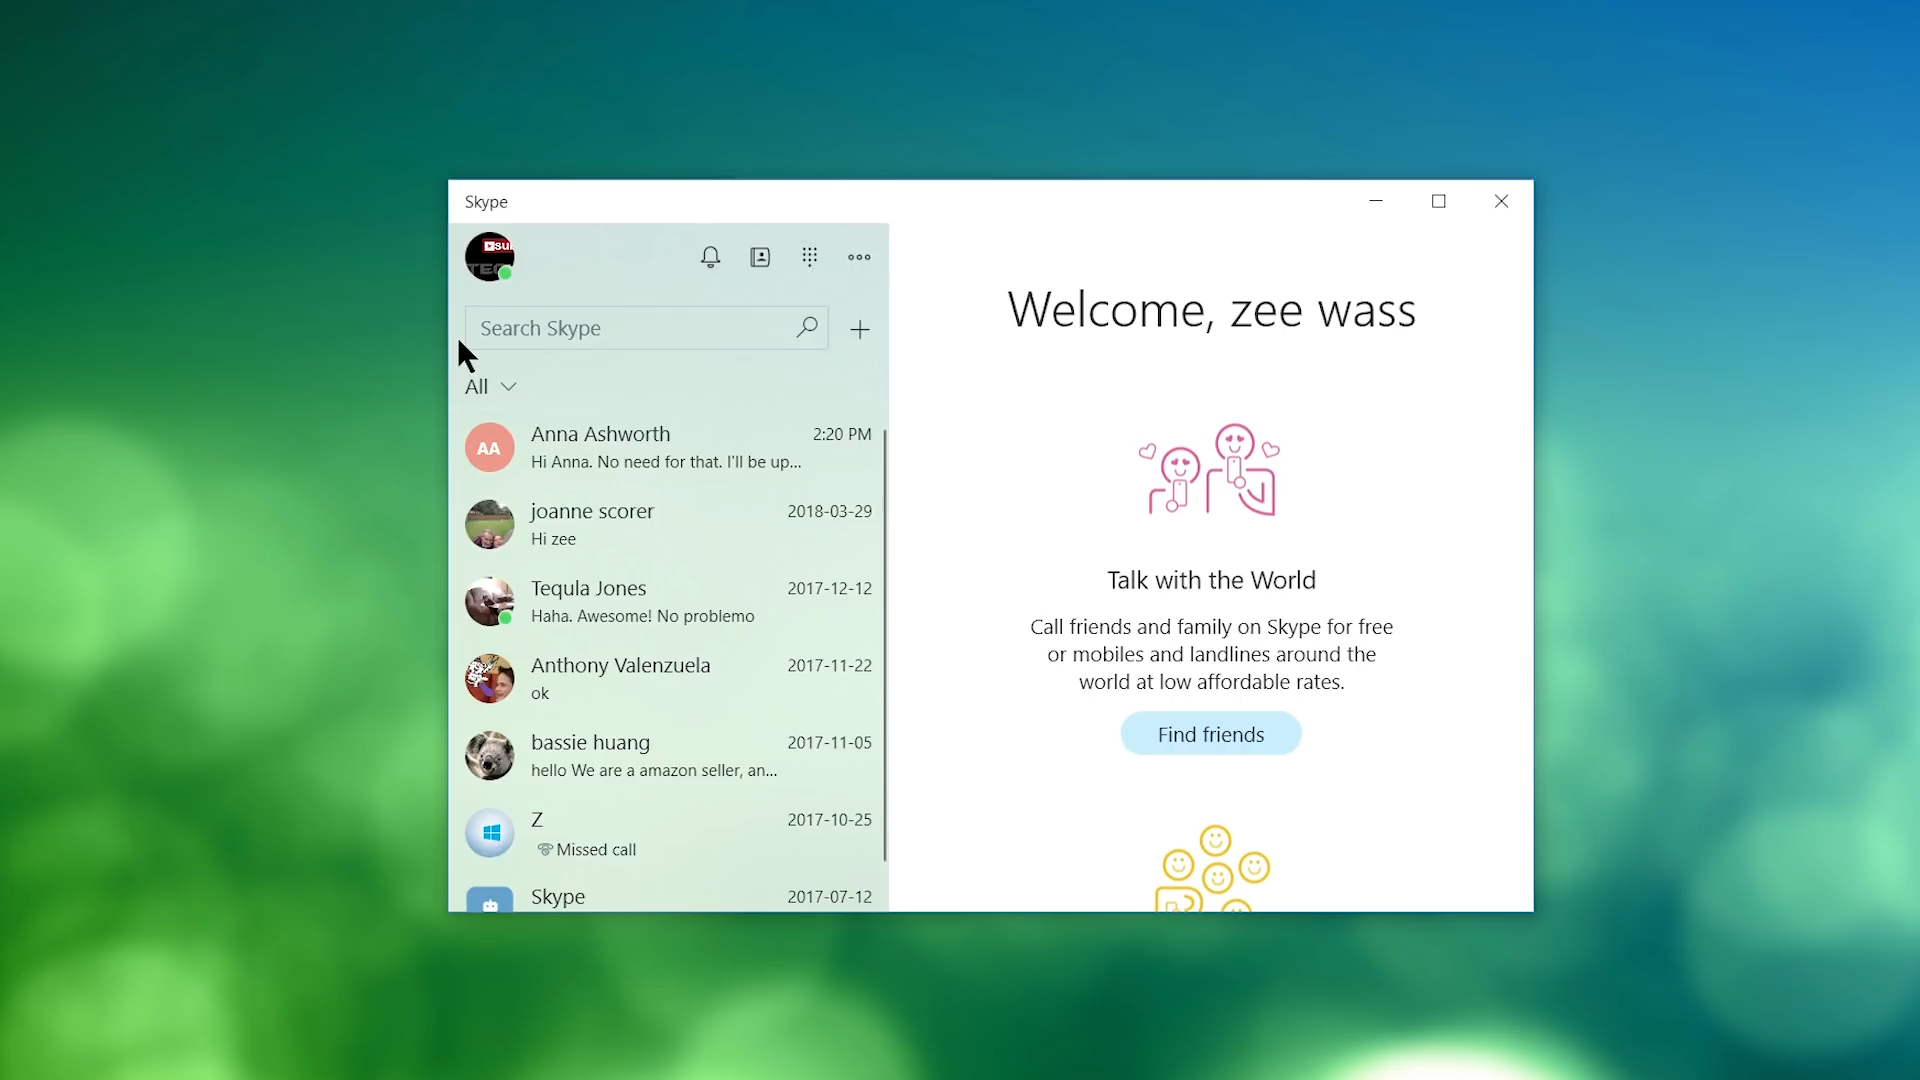 Skype
SU
TEC
Search Skype
All
AA
Anna Ashworth
2:20 PM
Hi Anna. No need for that. I'll be up...
joanne scorer
2018-03-29
Hi zee
Tequla Jones
2017-12-12
Haha. Awesome! No problemo
Anthony Valenzuela
2017-11-22
ok
bassie huang
2017-11-05
hello We are a amazon seller, an...
Z
2017-10-25
Missed call
Skype
2017-07-12
Welcome, zee wass
Talk with the World
Call friends and family on Skype for free
or mobiles and landlines around the
world at low affordable rates.
Find friends